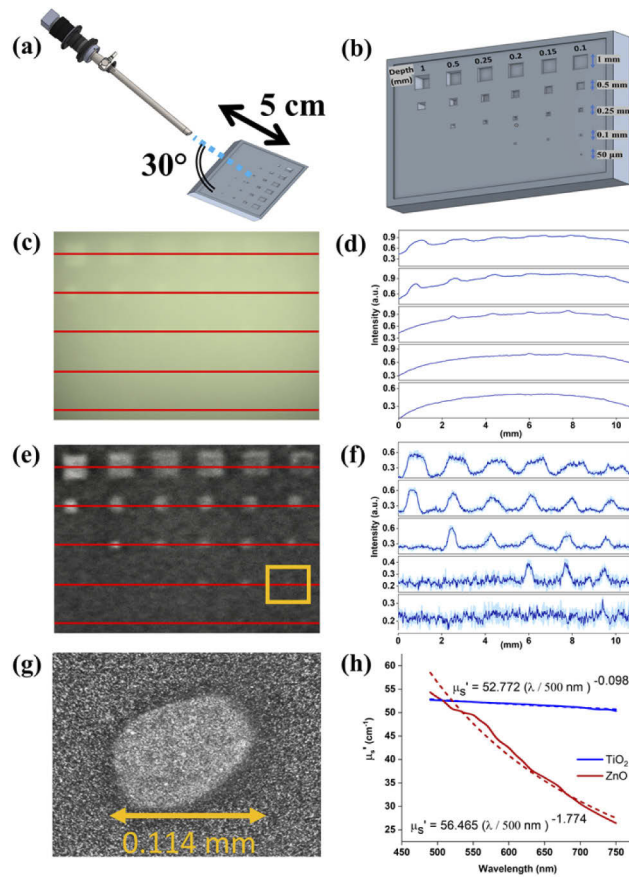 (a)
5 cm
30°
(b)
Depth (mm)
1 0.5 0.25 0.2 0.15 0.1
1 mm
0.5 mm
0.25 mm
0.1 mm
50 μm
(c)
(d)
0.9
0.6
0.3
0.9
0.6
0.9
0.6
0.3
0.9
0.6
0.3
0.6
0.3
Intensity (a.u.)
0 2 4 6 8 10
(mm)
(e)
(f)
0.6
0.3
0.6
0.3
0.6
0.3
0.4
0.3
0.2
0.3
0.2
Intensity (a.u.)
0 2 4 6 8 10
(mm)
(g)
0.114 mm
(h)
μs' (cm-1)
60
55
50
45
40
35
30
25
μs' = 52.772 (λ / 500 nm) -0.098
TiO2
ZnO
μs' = 56.465 (λ / 500 nm) -1.774
450 500 550 600 650 700 750
Wavelength (nm)